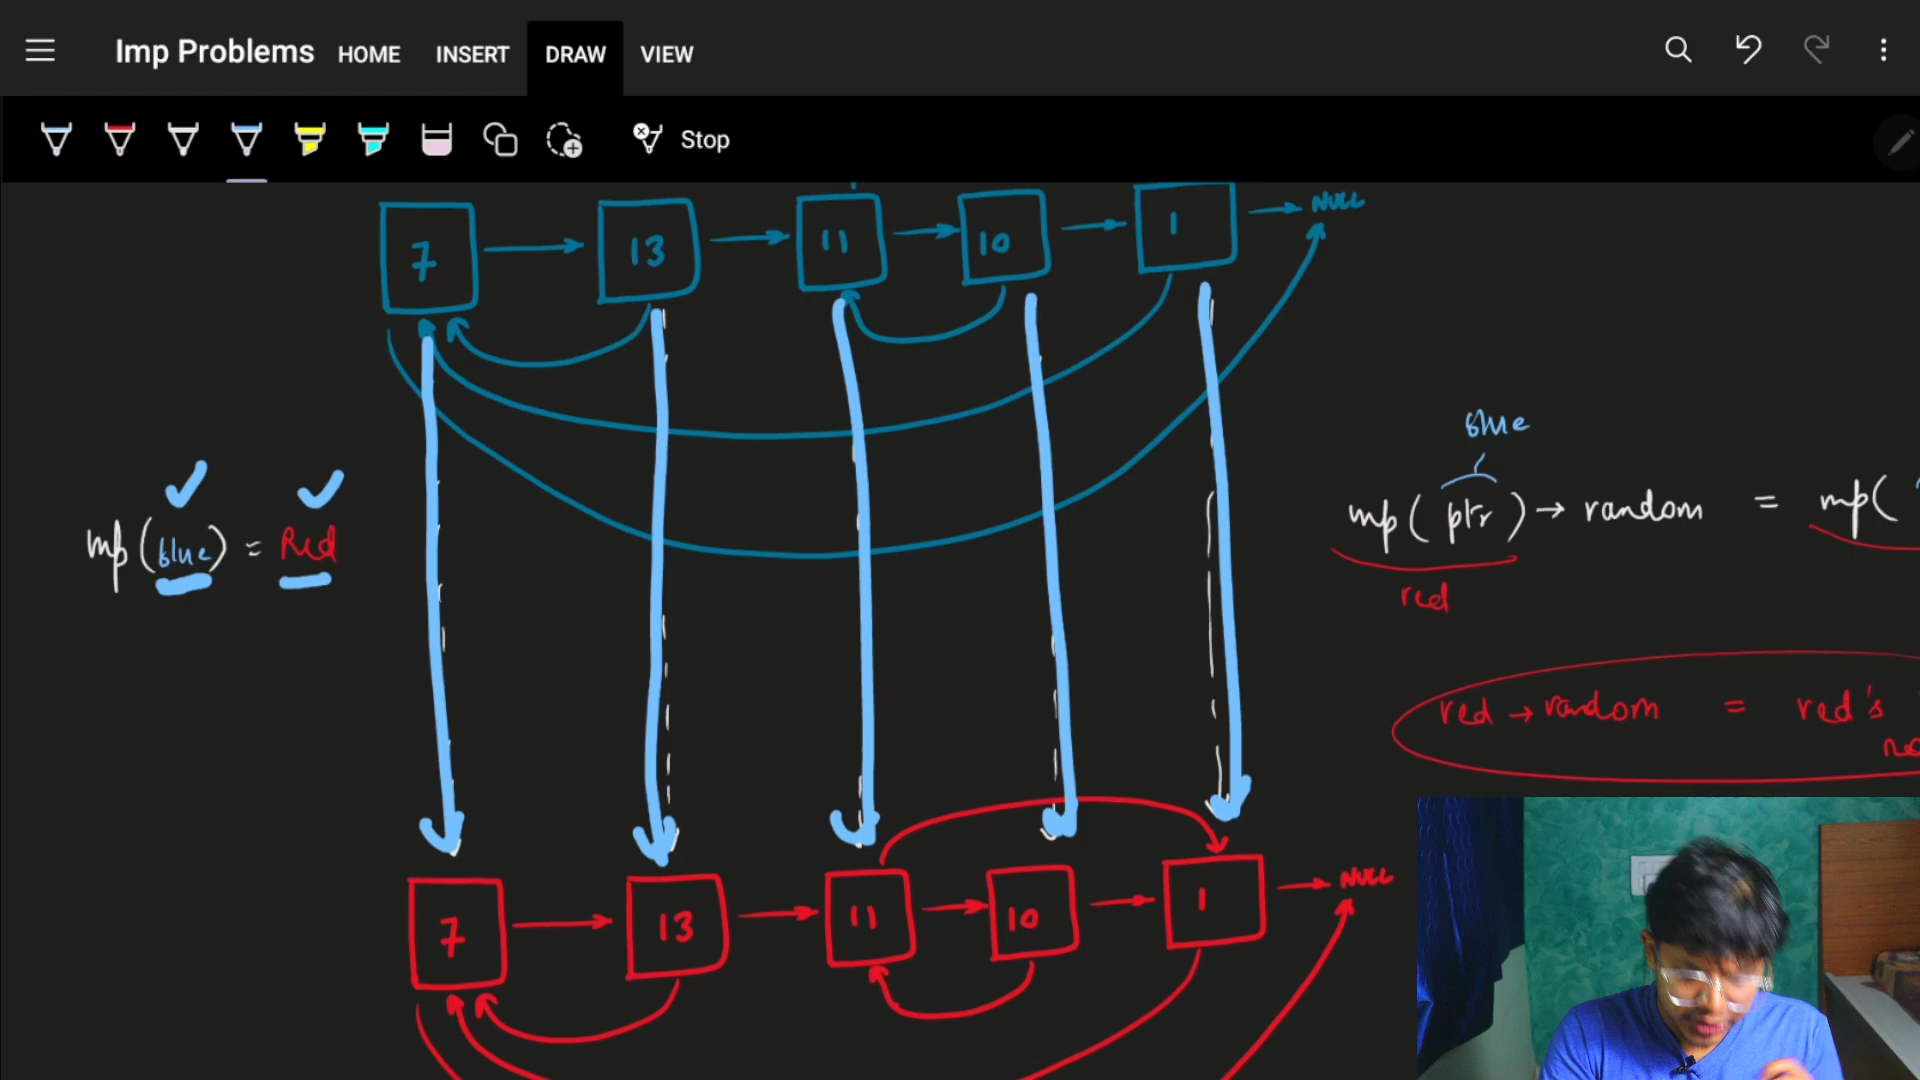 Imp Problems HOME INSERT DRAW VIEW
Stop
7 13 11 10 1 NULL
Blue
mp(Blue) = Red
mp(ptr)→random = mp(
red
red→random = red's
7 13 11 10 1 NULL